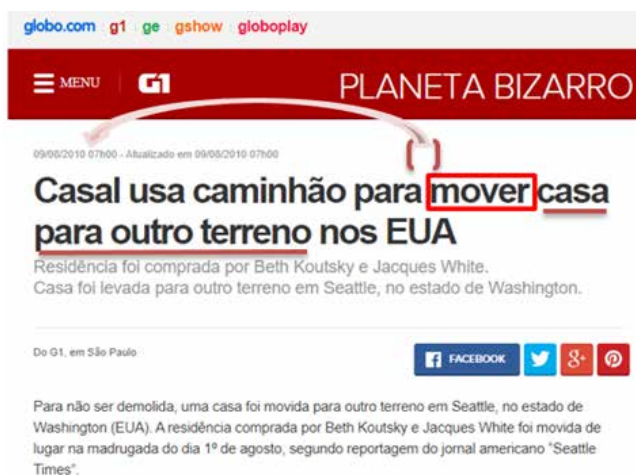 globo.com g1 ge gshow globoplay
MENU G1 PLANETA BIZARRO
09/08/2010 07h00 - Atualizado em 09/08/2010 07h00
Casal usa caminhão para mover casa
para outro terreno nos EUA
Residência foi comprada por Beth Koutsky e Jacques White.
Casa foi levada para outro terreno em Seattle, no estado de Washington.
Do G1, em São Paulo
f FACEBOOK g+
Para não ser demolida, uma casa foi movida para outro terreno em Seattle, no estado de
Washington (EUA). A residência comprada por Beth Koutsky e Jacques White foi movida de
lugar na madrugada do dia 1º de agosto, segundo reportagem do jornal americano "Seattle
Times".